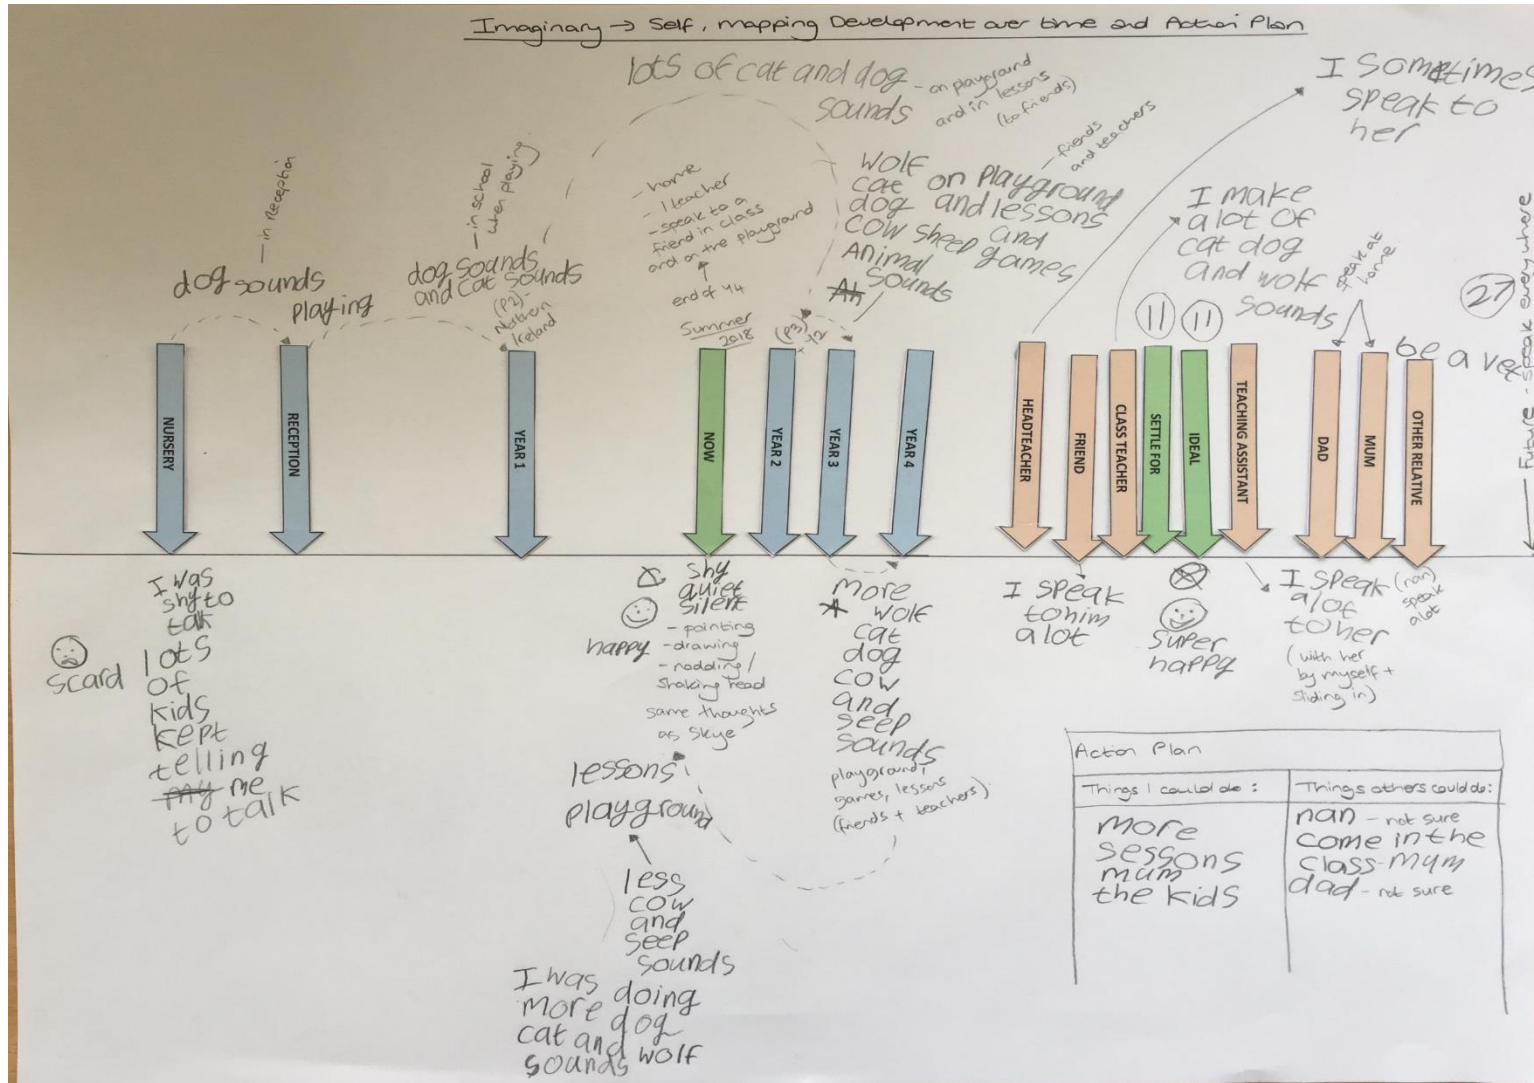 Imaginary → Self, mapping Development over time and Action Plan
lots of cat and dog
sounds
- on playground
and in lessons
(to friends)
I sometimes
speak to
her
- in Reception
dog sounds
playing
- in school
when playing
dog sounds
and cat sounds
(P2)-
Northern
Ireland
- home
- 1 teacher
- speak to a
friend in class
and on the playground
end of Y4
Summer
2018
(P3)
+ Y2
wolf
cat on playground
dog and lessons
cow sheep and
Animal games
sounds
- friends
and teachers
I make
a lot of
cat dog
and wolf
sounds
speak at
home
11
11
27
be a vet
Future - speak everywhere
NURSERY
RECEPTION
YEAR 1
NOW
YEAR 2
YEAR 3
YEAR 4
HEADTEACHER
FRIEND
CLASS TEACHER
SETTLE FOR
IDEAL
TEACHING ASSISTANT
DAD
MUM
OTHER RELATIVE
I was
shy to
talk
lots
of
kids
kept
telling
my me
to talk
scard
shy
quiet
silent
happy
- pointing
- drawing
- nodding /
shaking head
same thoughts
as Skye
lessons
playground
less
cow
and
seep
sounds
I was
more doing
cat and dog
sounds wolf
more
wolf
cat
dog
cow
and
seep
sounds
playground,
games, lessons
(friends + teachers).
I speak
to him
a lot
super
happy
I speak
alot
to her
(with her
by myself +
sliding in)
(nan)
speak
alot
Action Plan
Things I could do:
more
sessons
mum
the kids
Things others could do:
nan - not sure
come in the
class-mum
dad - not sure